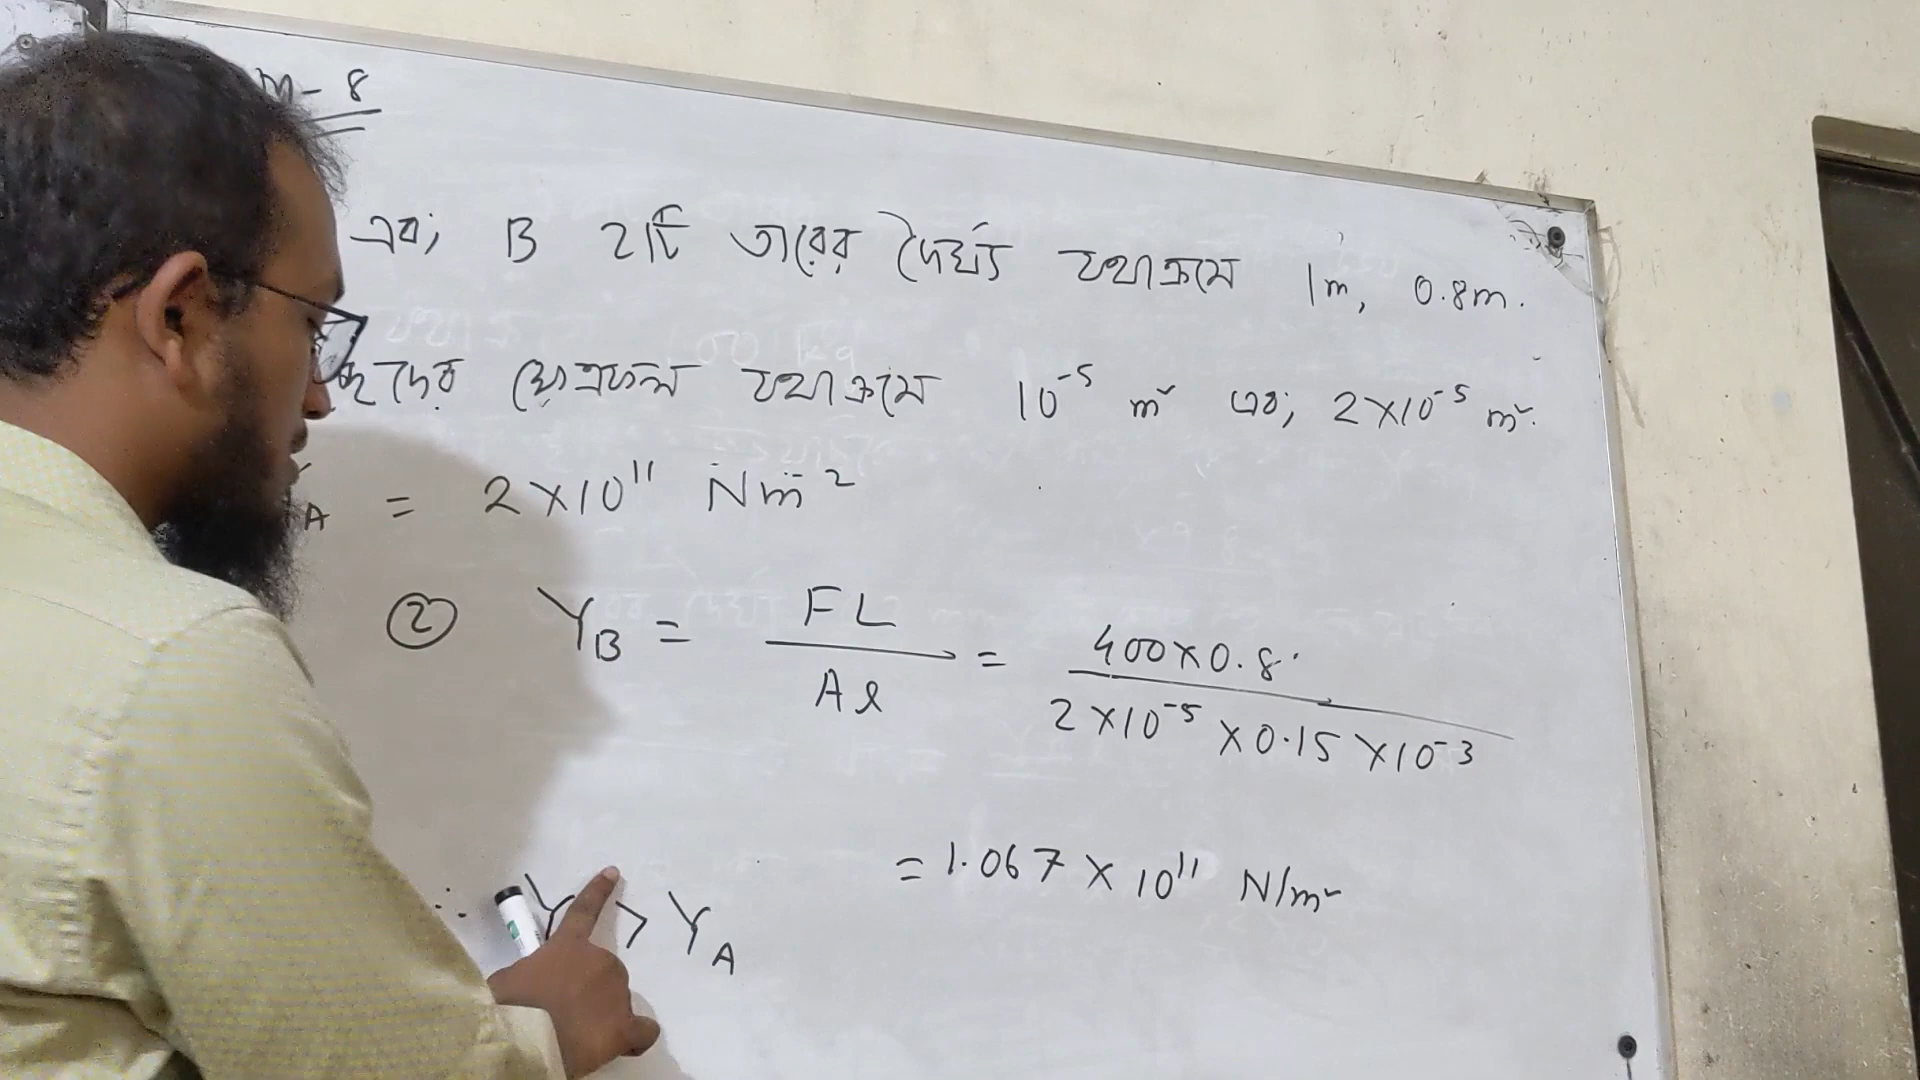 m- 8
এবং B ২টি তারের দৈর্ঘ্য যথাক্রমে 1m, 0.8m.
ছেদের ক্ষেত্রফল যথাক্রমে 10⁻⁵ m² এবং 2×10⁻⁵ m².
A = 2×10¹¹ Nm⁻²
② Y_B = FL / Al = 400×0.8 / 2×10⁻⁵ ×0.15 ×10⁻³
= 1.067 × 10¹¹ N/m²
∴ Y > Y_A